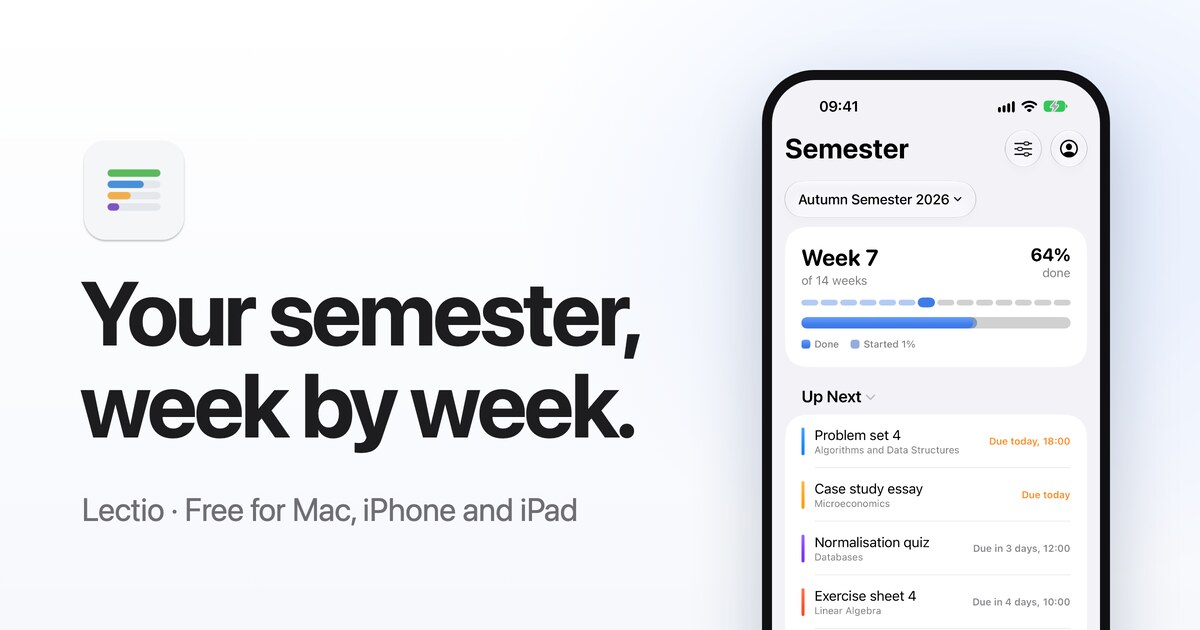 Your semester,
week by week.
Lectio · Free for Mac, iPhone and iPad
09:41
Semester
Autumn Semester 2026
Week 7
64%
of 14 weeks
done
Done
Started 1%
Up Next
Problem set 4
Algorithms and Data Structures
Due today, 18:00
Case study essay
Microeconomics
Due today
Normalisation quiz
Databases
Due in 3 days, 12:00
Exercise sheet 4
Linear Algebra
Due in 4 days, 10:00